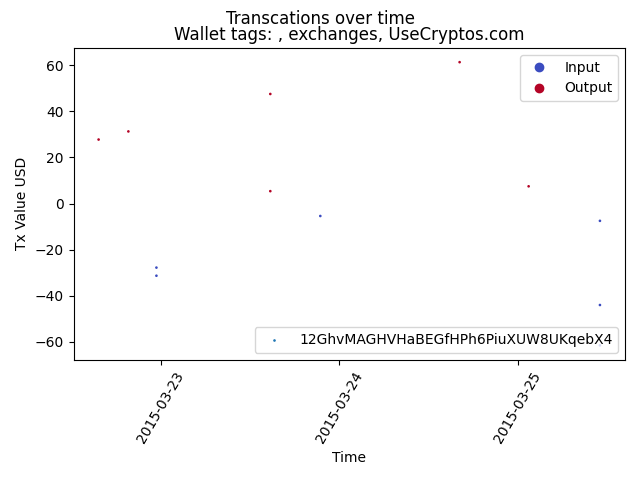 Transcations over time
Wallet tags: , exchanges, UseCryptos.com
Input
Output
60
40
20
0
−20
−40
−60
Tx Value USD
12GhvMAGHVHaBEGfHPh6PiuXUW8UKqebX4
2015-03-23
2015-03-24
2015-03-25
Time